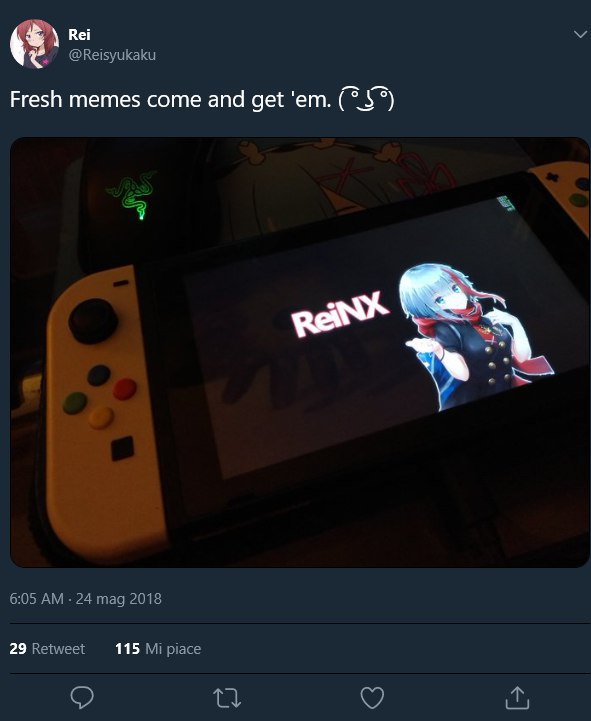 Rei
@Reisyukaku
Fresh memes come and get 'em. ( ͡° ͜ʖ ͡°)
ReiNX
6:05 AM · 24 mag 2018
29 Retweet 115 Mi piace